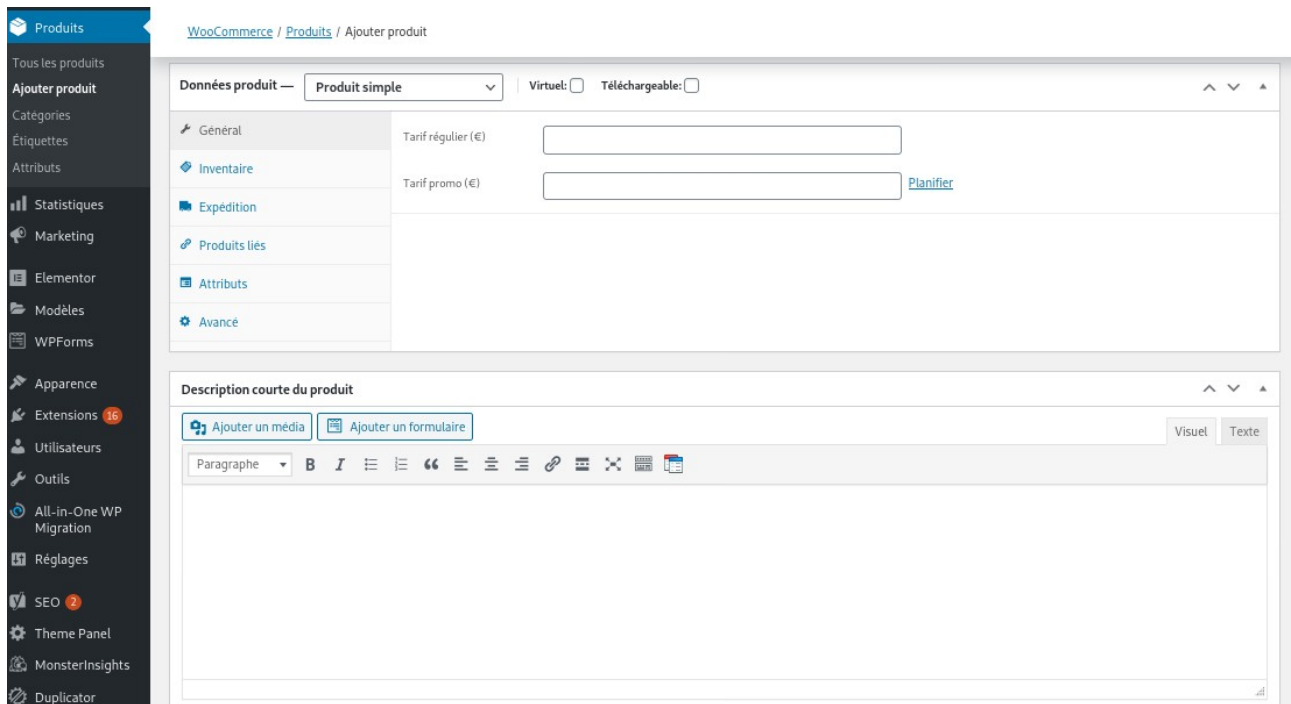 Produits
Tous les produits
Ajouter produit
Catégories
Étiquettes
Attributs
Statistiques
Marketing
Elementor
Modèles
WPForms
Apparence
Extensions 16
Utilisateurs
Outils
All-in-One WP
Migration
Réglages
SEO 2
Theme Panel
MonsterInsights
Duplicator
WooCommerce / Produits / Ajouter produit
Données produit — Produit simple Virtuel: Téléchargeable:
Général
Inventaire
Expédition
Produits liés
Attributs
Avancé
Tarif régulier (€)
Tarif promo (€) Planifier
Description courte du produit
Ajouter un média Ajouter un formulaire
Visuel Texte
Paragraphe B I